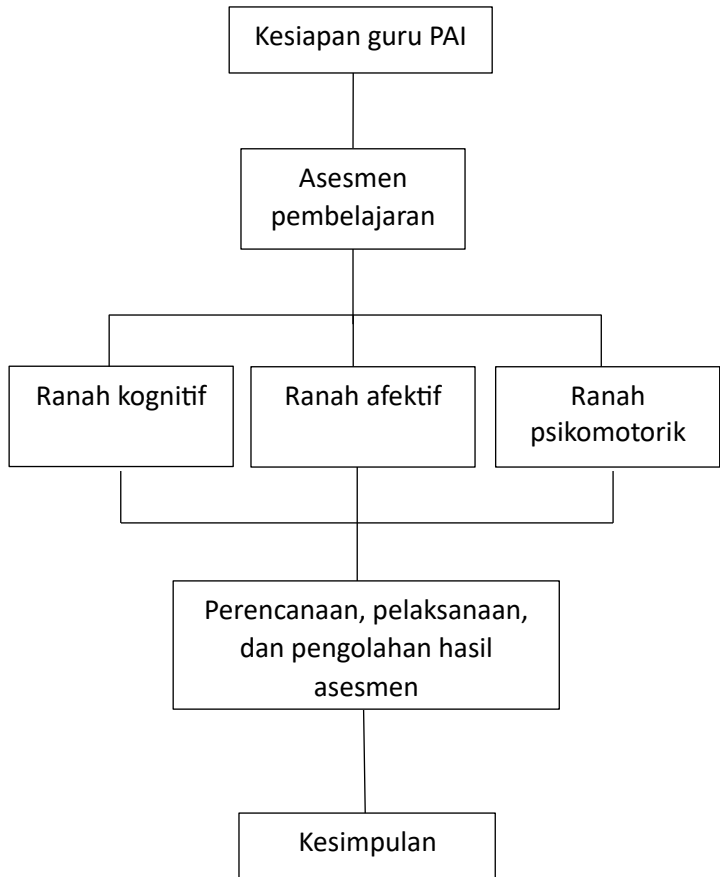 Kesiapan guru PAI
Asesmen
pembelajaran
Ranah kognitif
Ranah afektif
Ranah
psikomotorik
Perencanaan, pelaksanaan,
dan pengolahan hasil
asesmen
Kesimpulan